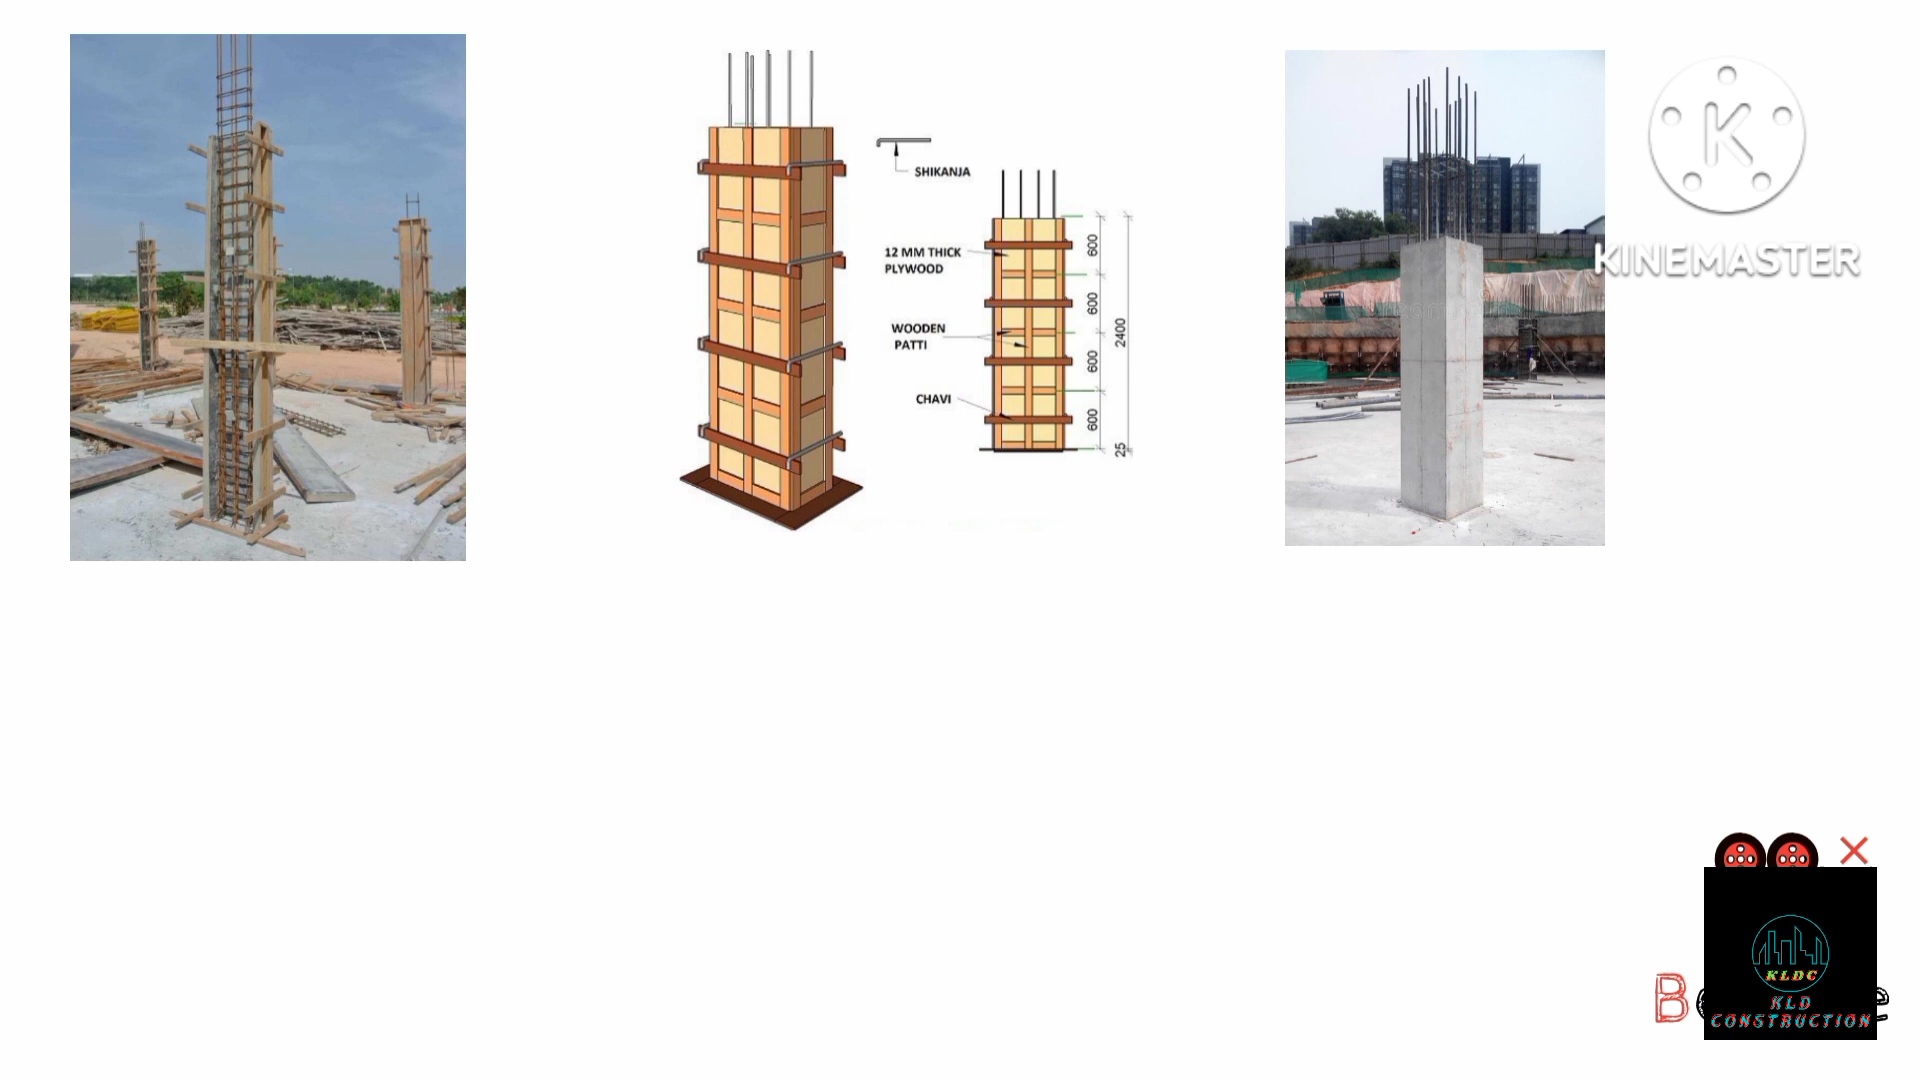 SHIKANJA
12 MM THICK
PLYWOOD
WOODEN
PATTI
CHAVI
600
600
600
600
2400
25
K
KINEMASTER
KLDC
KLD
CONSTRUCTION
B
e